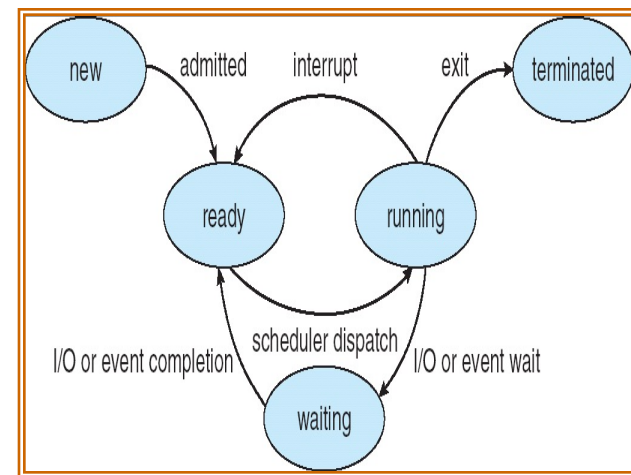 new
admitted
interrupt
exit
terminated
ready
running
scheduler dispatch
I/O or event completion
I/O or event wait
waiting